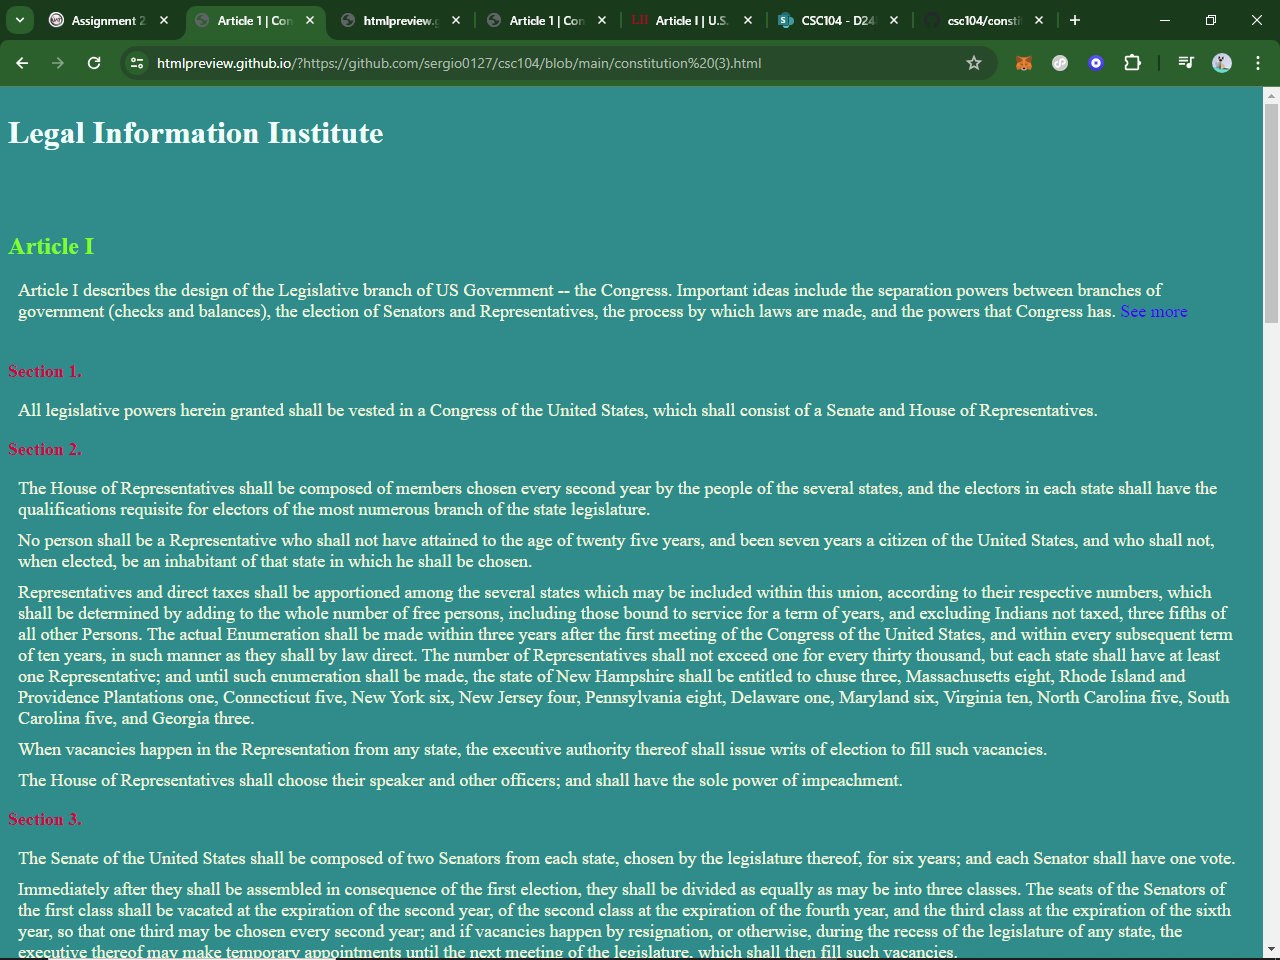 Assignment 2
Article 1 | Con
htmlpreview.g
Article 1 | Con
LII
Article I | U.S.
CSC104 - D24
csc104/consti
htmlpreview.github.io/?https://github.com/sergio0127/csc104/blob/main/constitution%20(3).html
Legal Information Institute
Article I
Article I describes the design of the Legislative branch of US Government -- the Congress. Important ideas include the separation powers between branches of
government (checks and balances), the election of Senators and Representatives, the process by which laws are made, and the powers that Congress has. See more
Section 1.
All legislative powers herein granted shall be vested in a Congress of the United States, which shall consist of a Senate and House of Representatives.
Section 2.
The House of Representatives shall be composed of members chosen every second year by the people of the several states, and the electors in each state shall have the
qualifications requisite for electors of the most numerous branch of the state legislature.
No person shall be a Representative who shall not have attained to the age of twenty five years, and been seven years a citizen of the United States, and who shall not,
when elected, be an inhabitant of that state in which he shall be chosen.
Representatives and direct taxes shall be apportioned among the several states which may be included within this union, according to their respective numbers, which
shall be determined by adding to the whole number of free persons, including those bound to service for a term of years, and excluding Indians not taxed, three fifths of
all other Persons. The actual Enumeration shall be made within three years after the first meeting of the Congress of the United States, and within every subsequent term
of ten years, in such manner as they shall by law direct. The number of Representatives shall not exceed one for every thirty thousand, but each state shall have at least
one Representative; and until such enumeration shall be made, the state of New Hampshire shall be entitled to chuse three, Massachusetts eight, Rhode Island and
Providence Plantations one, Connecticut five, New York six, New Jersey four, Pennsylvania eight, Delaware one, Maryland six, Virginia ten, North Carolina five, South
Carolina five, and Georgia three.
When vacancies happen in the Representation from any state, the executive authority thereof shall issue writs of election to fill such vacancies.
The House of Representatives shall choose their speaker and other officers; and shall have the sole power of impeachment.
Section 3.
The Senate of the United States shall be composed of two Senators from each state, chosen by the legislature thereof, for six years; and each Senator shall have one vote.
Immediately after they shall be assembled in consequence of the first election, they shall be divided as equally as may be into three classes. The seats of the Senators of
the first class shall be vacated at the expiration of the second year, of the second class at the expiration of the fourth year, and the third class at the expiration of the sixth
year, so that one third may be chosen every second year; and if vacancies happen by resignation, or otherwise, during the recess of the legislature of any state, the
executive thereof may make temporary appointments until the next meeting of the legislature, which shall then fill such vacancies.